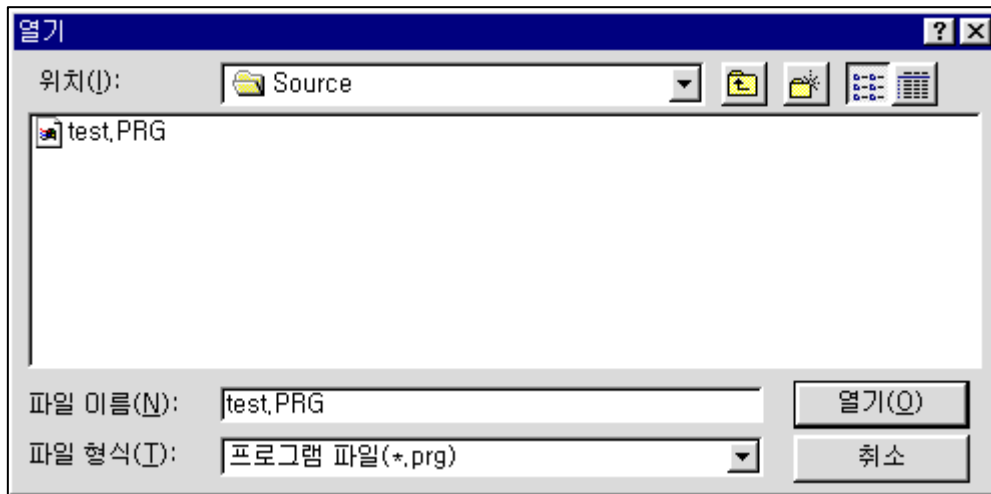 열기
위치(I): Source
test.PRG
파일 이름(N): test.PRG 열기(O)
파일 형식(T): 프로그램 파일(*.prg) 취소